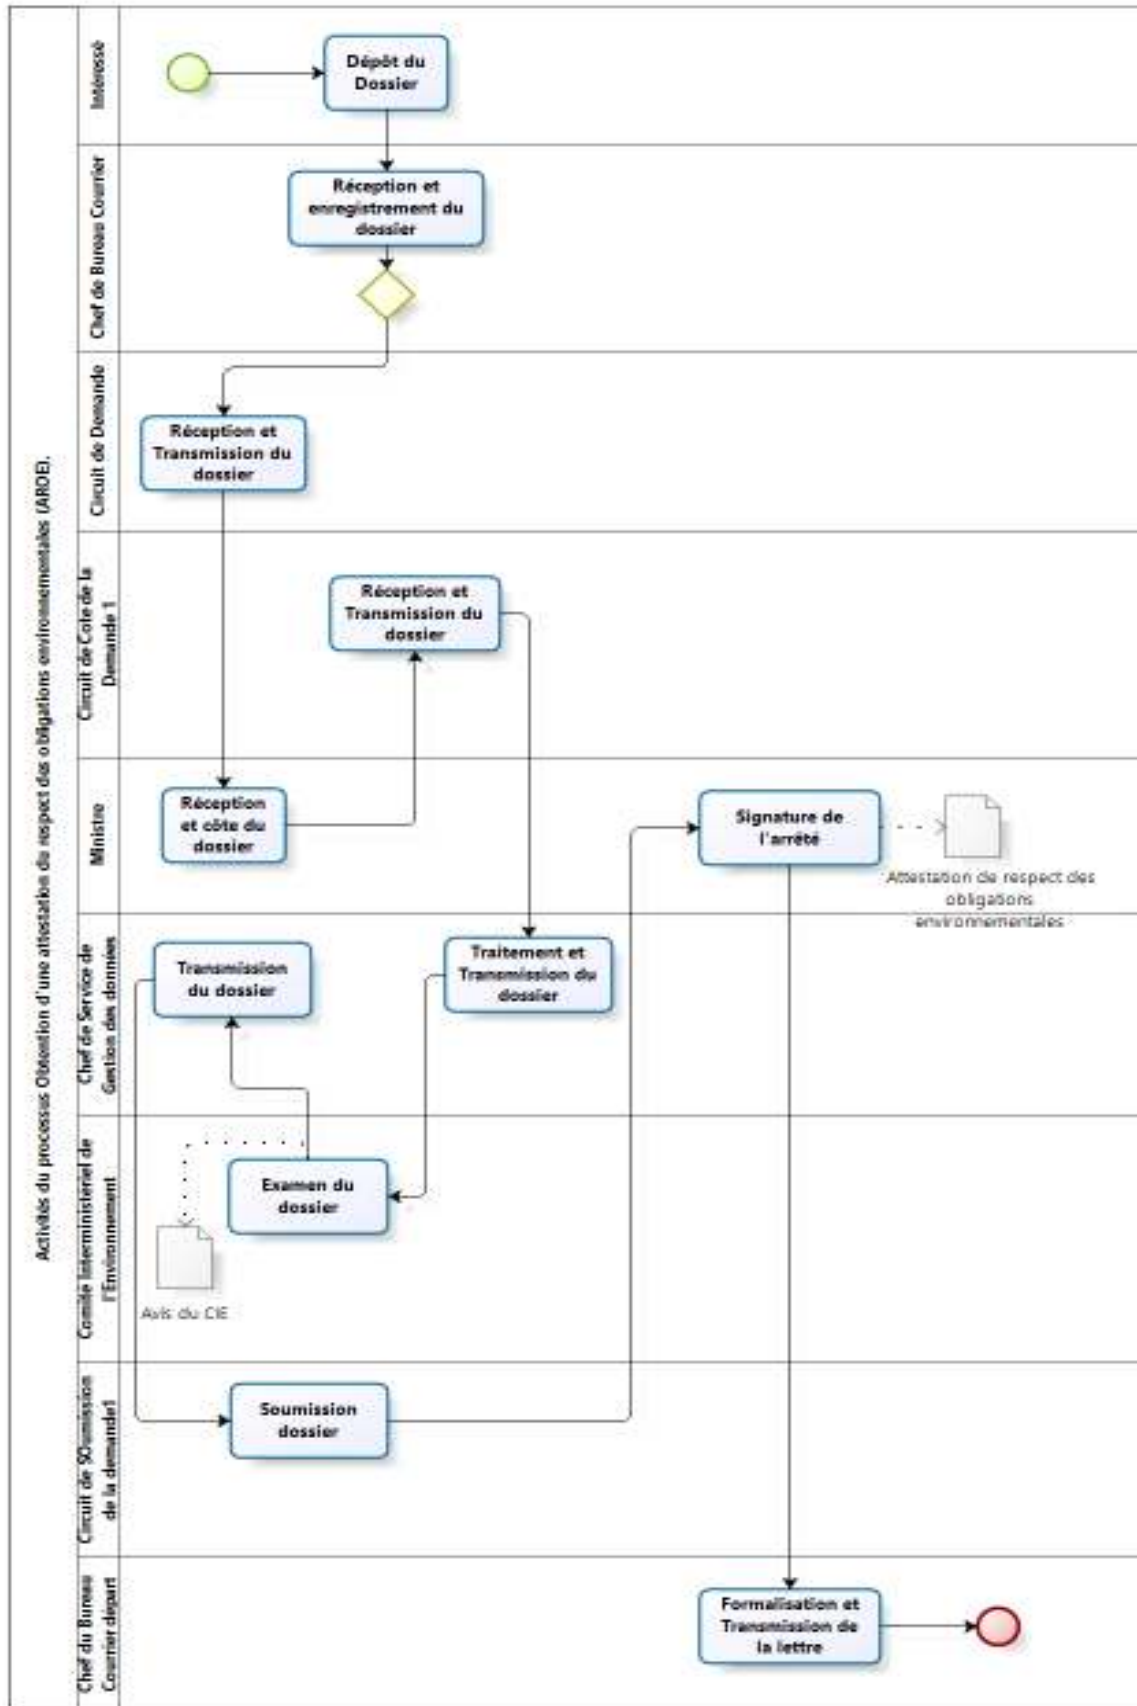 Activités du processus Obtention d'une attestation du respect des obligations environnementales (AROE).
Intéressé
Dépôt du
Dossier
Chef de Bureau Courrier
Réception et
enregistrement du
dossier
Circuit de Demande
Réception et
Transmission du
dossier
Circuit de Cote de la
Demande 1
Réception et
Transmission du
dossier
Ministre
Réception
et côte du
dossier
Signature de
l'arrêté
Attestation de respect des
obligations
environnementales
Chef de Service de
Gestion des données
Transmission
du dossier
Traitement et
Transmission du
dossier
Comité Interministériel de
l'Environnement
Examen du
dossier
Avis du CIE
Circuit de SOumission
de la demande1
Soumission
dossier
Chef du Bureau
Courrier départ
Formalisation et
Transmission de
la lettre